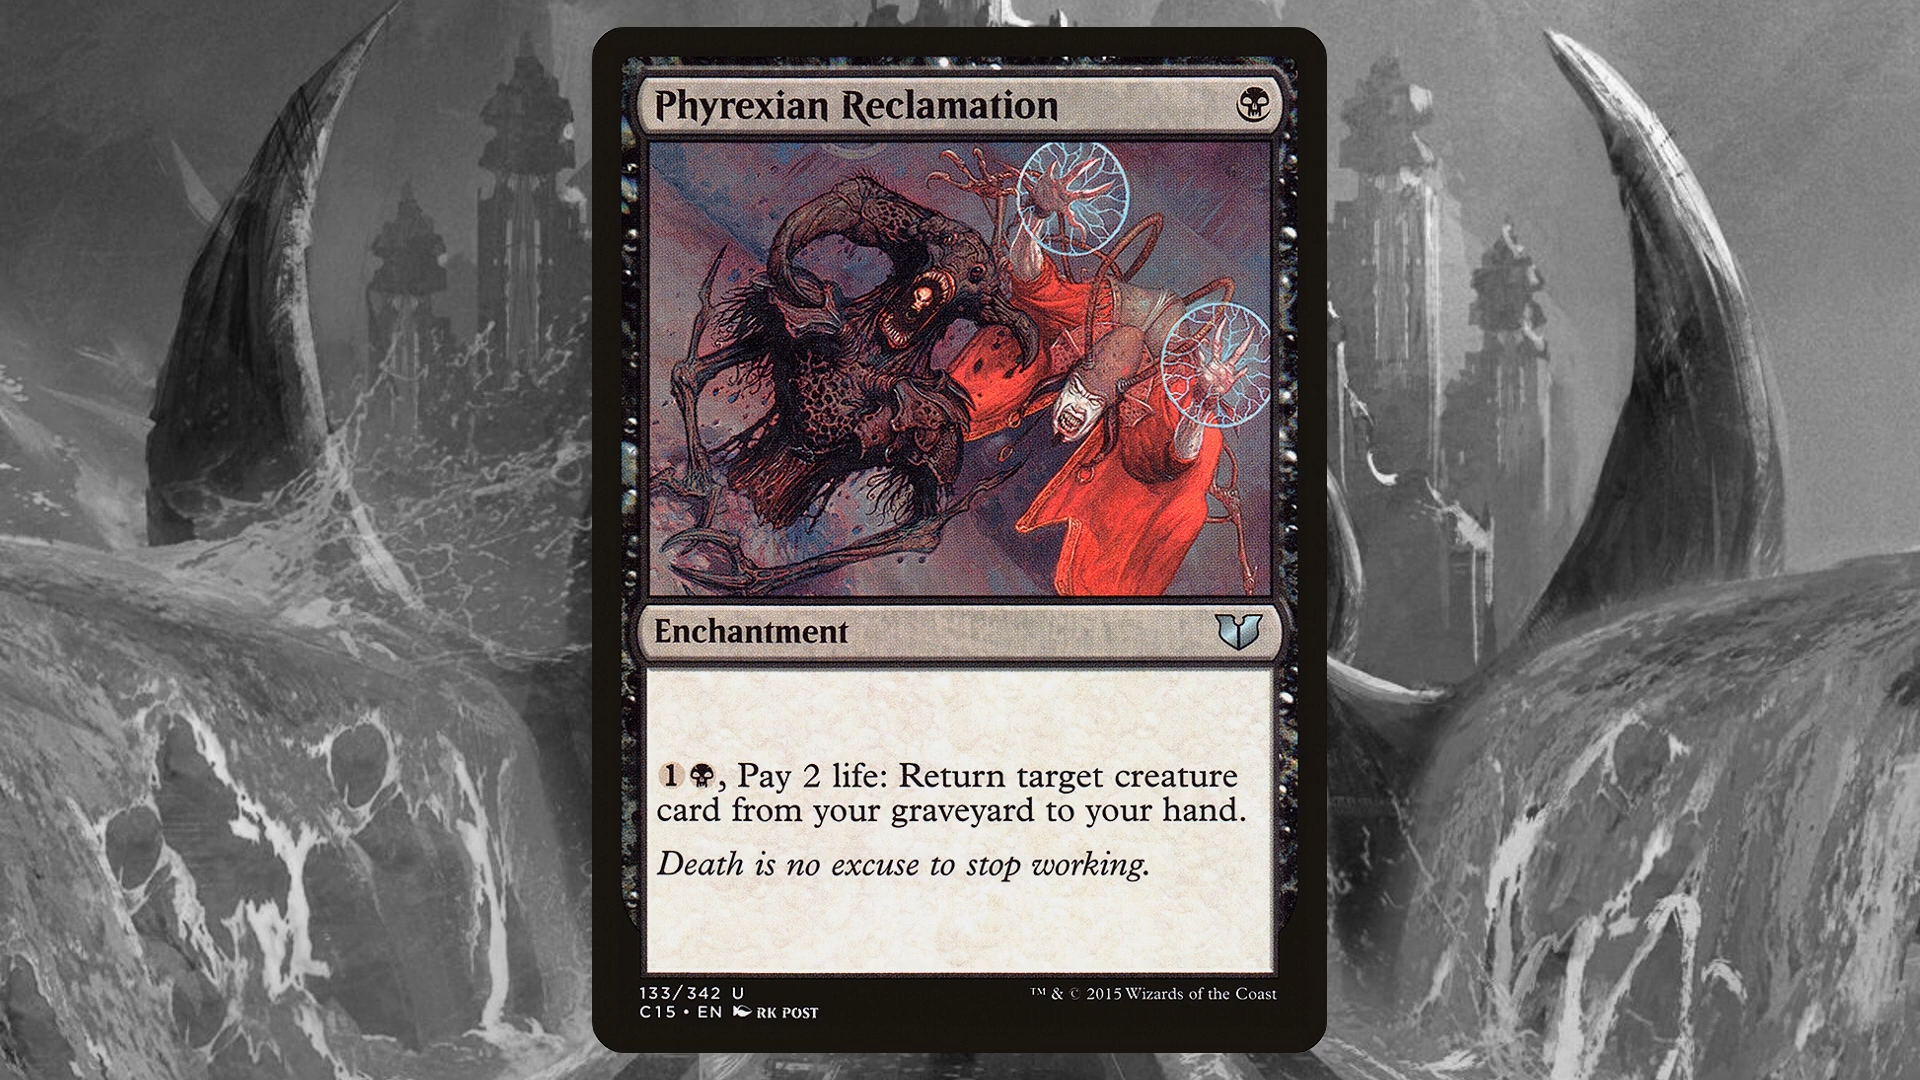 Phyrexian Reclamation
Enchantment
1, Pay 2 life: Return target creature
card from your graveyard to your hand.
Death is no excuse to stop working.
133/342 U
™ & © 2015 Wizards of the Coast
C15 • EN RK POST